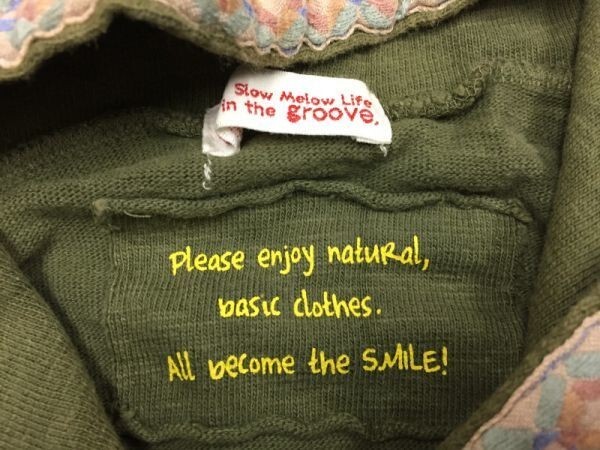 Slow Melow Life
in the groove.
Please enjoy natuRal,
basic clothes.
All become the SMILE!